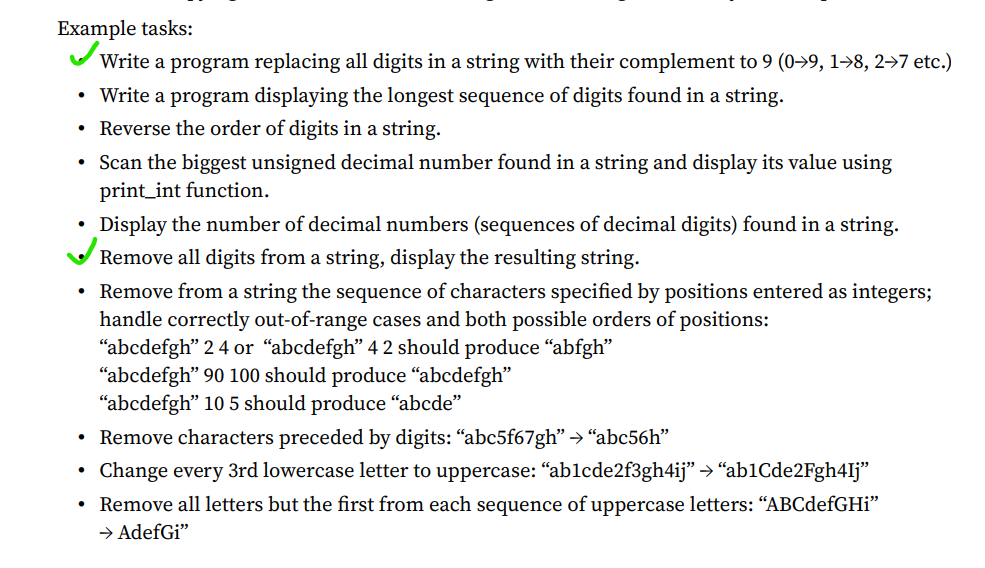 Example tasks:
Write a program replacing all digits in a string with their complement to 9 (0→9, 1→8, 2→7 etc.)
• Write a program displaying the longest sequence of digits found in a string.
• Reverse the order of digits in a string.
• Scan the biggest unsigned decimal number found in a string and display its value using
print_int function.
• Display the number of decimal numbers (sequences of decimal digits) found in a string.
• Remove all digits from a string, display the resulting string.
• Remove from a string the sequence of characters specified by positions entered as integers;
handle correctly out-of-range cases and both possible orders of positions:
“abcdefgh” 2 4 or “abcdefgh” 4 2 should produce “abfgh”
“abcdefgh” 90 100 should produce “abcdefgh”
“abcdefgh” 10 5 should produce “abcde”
• Remove characters preceded by digits: “abc5f67gh” → “abc56h”
• Change every 3rd lowercase letter to uppercase: “ab1cde2f3gh4ij” → “ab1Cde2Fgh4Ij”
• Remove all letters but the first from each sequence of uppercase letters: “ABCdefGHi”
→ AdefGi”